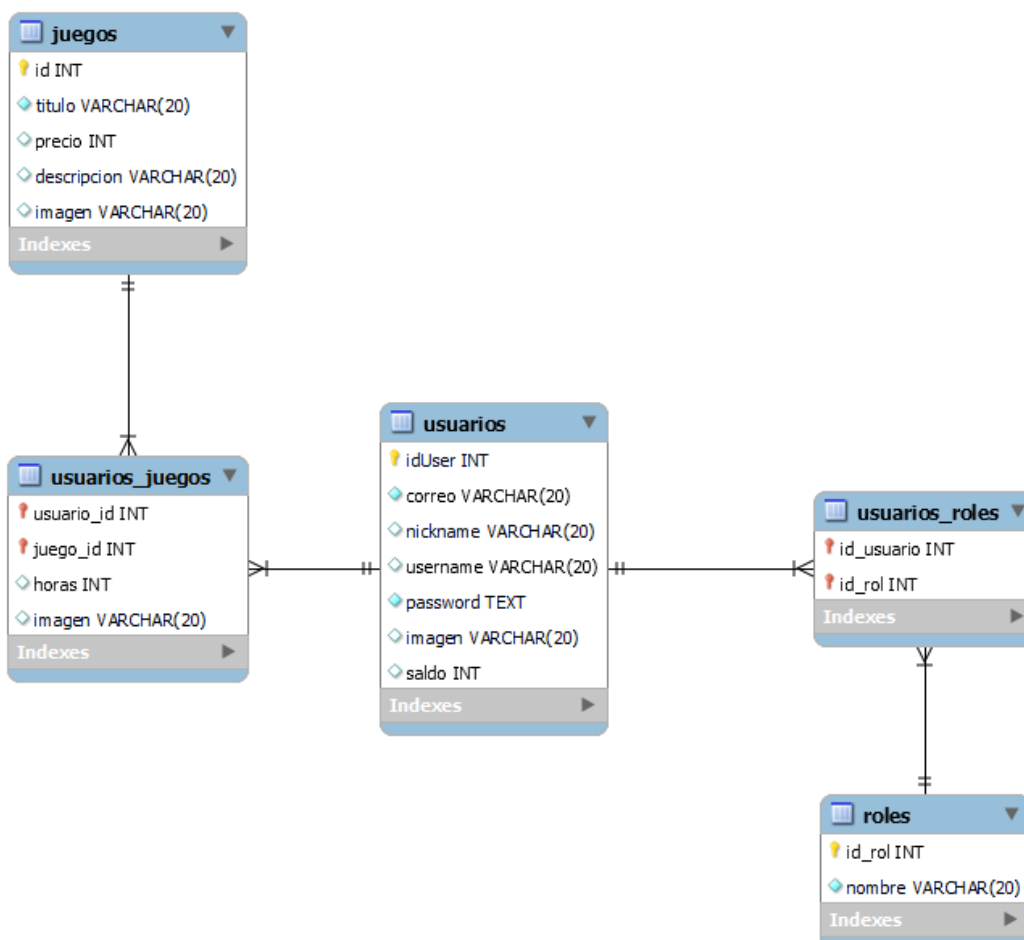 juegos
id INT
titulo VARCHAR(20)
precio INT
descripcion VARCHAR(20)
imagen VARCHAR(20)
Indexes
usuarios_juegos
usuario_id INT
juego_id INT
horas INT
imagen VARCHAR(20)
Indexes
usuarios
idUser INT
correo VARCHAR(20)
nickname VARCHAR(20)
username VARCHAR(20)
password TEXT
imagen VARCHAR(20)
saldo INT
Indexes
usuarios_roles
id_usuario INT
id_rol INT
Indexes
roles
id_rol INT
nombre VARCHAR(20)
Indexes